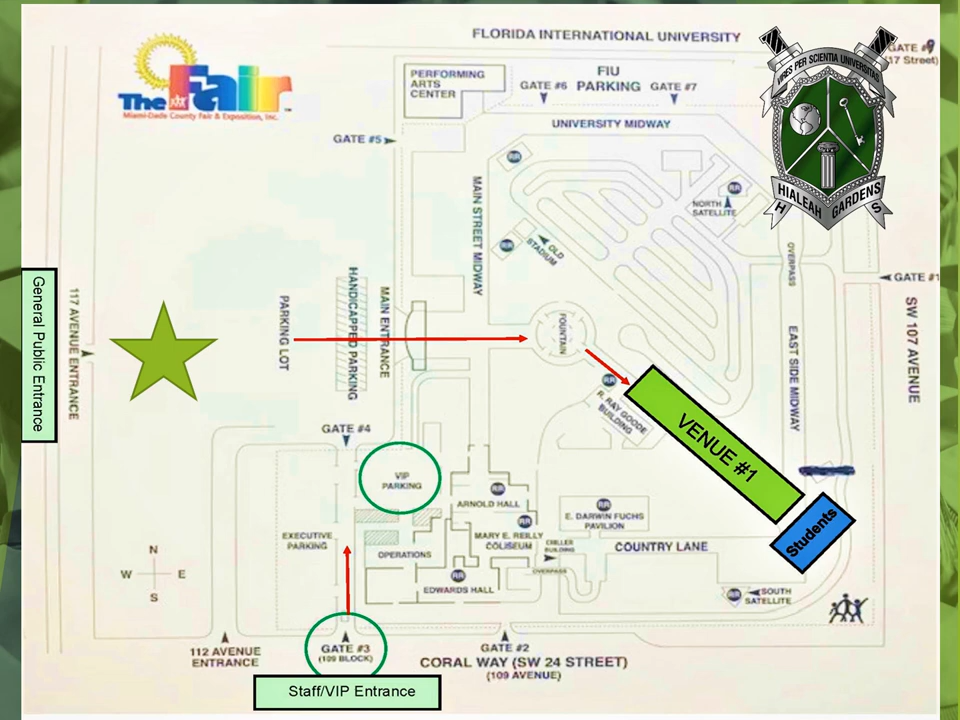 FLORIDA INTERNATIONAL UNIVERSITY
GATE #9
(17 Street)
The Fair
Miami-Dade County Fair & Exposition, Inc.
PERFORMING
ARTS
CENTER
FIU
PARKING
GATE #6
GATE #7
VIRES PER SCIENTIA UNIVERSITAS
HIALEAH GARDENS
H S
UNIVERSITY MIDWAY
GATE #5
RR
MAIN STREET MIDWAY
RR
NORTH
SATELLITE
RR
OLD
STADIUM
OVERPASS
GATE #1
General Public Entrance
117 AVENUE ENTRANCE
PARKING LOT
HANDICAPPED PARKING
MAIN ENTRANCE
FOUNTAIN
EAST SIDE MIDWAY
SW 107 AVENUE
RR
R. RAY GOODE
BUILDING
VENUE #1
GATE #4
VIP
PARKING
RR
ARNOLD HALL
RR
E. DARWIN FUCHS
PAVILION
Students
EXECUTIVE
PARKING
RR
MARY E. REILLY
COLISEUM
OPERATIONS
CHILLER
BUILDING
COUNTRY LANE
OVERPASS
RR
EDWARDS HALL
RR
SOUTH
SATELLITE
N
W E
S
112 AVENUE
ENTRANCE
GATE #3
(109 BLOCK)
GATE #2
CORAL WAY (SW 24 STREET)
(109 AVENUE)
Staff/VIP Entrance